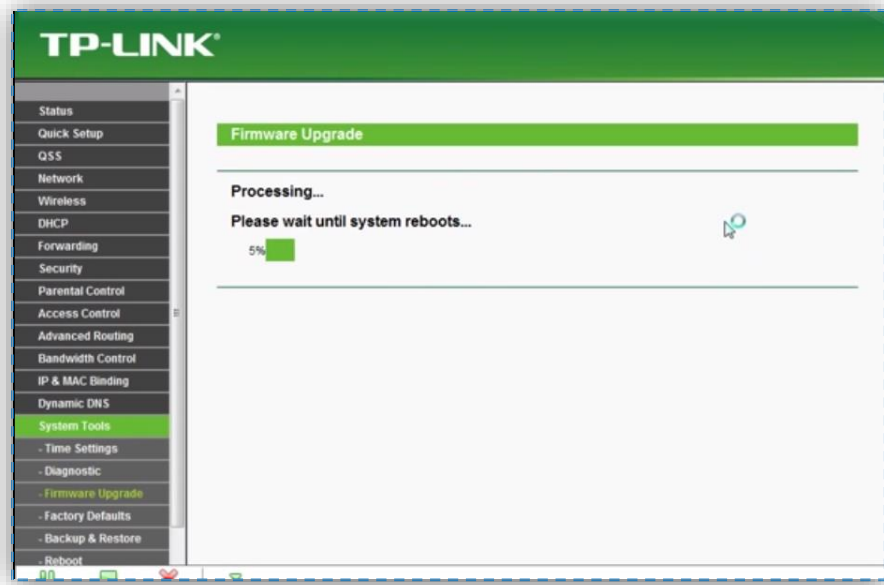 TP-LINK®
Status
Quick Setup
QSS
Network
Wireless
DHCP
Forwarding
Security
Parental Control
Access Control
Advanced Routing
Bandwidth Control
IP & MAC Binding
Dynamic DNS
System Tools
- Time Settings
- Diagnostic
- Firmware Upgrade
- Factory Defaults
- Backup & Restore
- Reboot
Firmware Upgrade
Processing...
Please wait until system reboots...
5%